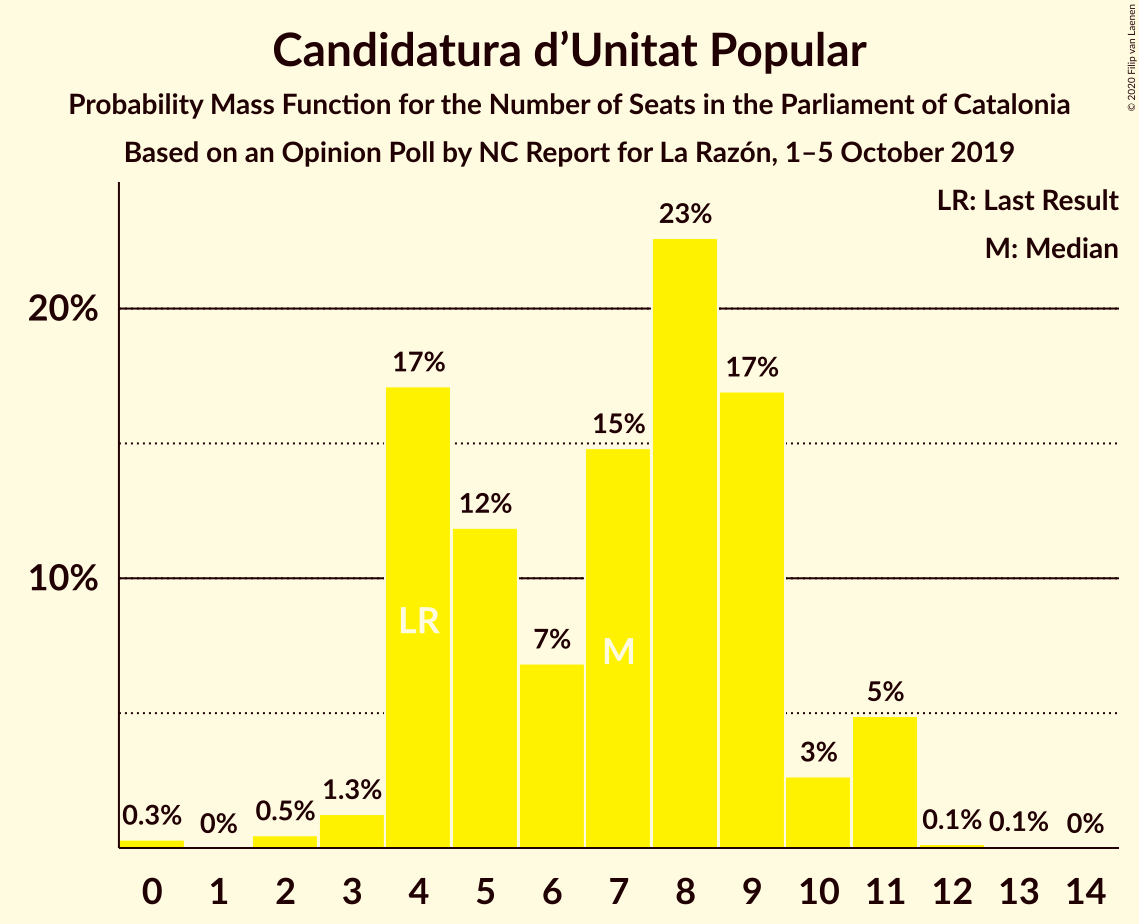 Candidatura d’Unitat Popular
Probability Mass Function for the Number of Seats in the Parliament of Catalonia
Based on an Opinion Poll by NC Report for La Razón, 1–5 October 2019
© 2020 Filip van Laenen
LR: Last Result
M: Median
23%
20%
17%
17%
15%
12%
10%
LR
7%
M
5%
3%
1.3%
0.5%
0.3%
0%
0.1%
0.1%
0%
0 1 2 3 4 5 6 7 8 9 10 11 12 13 14